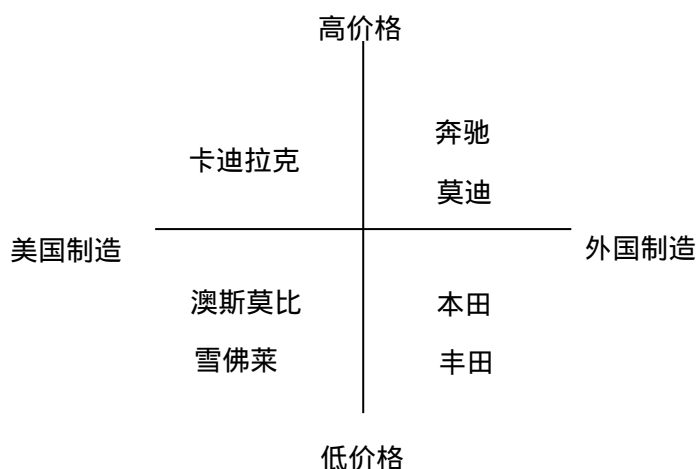 高价格
奔驰
卡迪拉克
莫迪
美国制造
外国制造
澳斯莫比
本田
雪佛莱
丰田
低价格